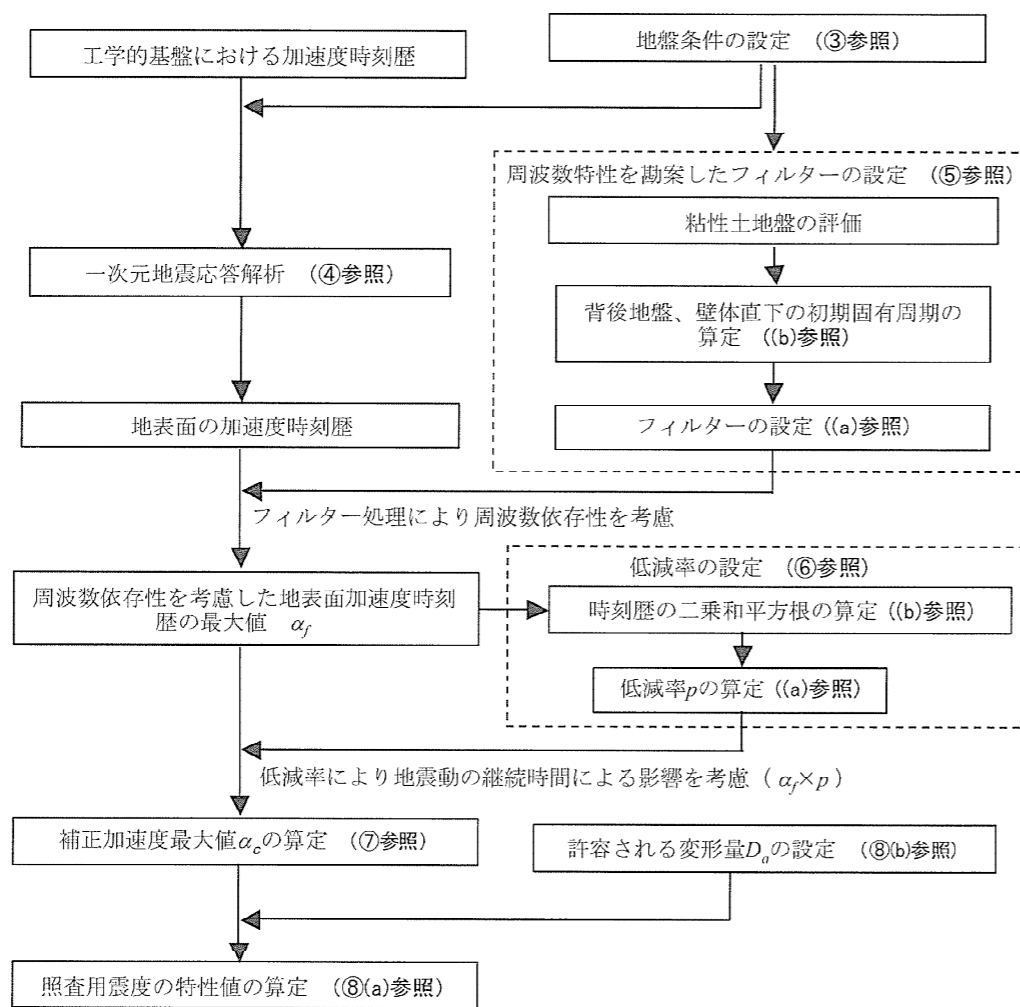 工学的基盤における加速度時刻歴
地盤条件の設定 (③参照)
周波数特性を勘案したフィルターの設定 (⑤参照)
粘性土地盤の評価
一次元地震応答解析 (④参照)
背後地盤、壁体直下の初期固有周期の
算定 ((b)参照)
地表面の加速度時刻歴
フィルターの設定 ((a)参照)
フィルター処理により周波数依存性を考慮
低減率の設定 (⑥参照)
周波数依存性を考慮した地表面加速度時刻
歴の最大値 αf
時刻歴の二乗和平方根の算定 ((b)参照)
低減率pの算定 ((a)参照)
低減率により地震動の継続時間による影響を考慮 ( αf×p )
補正加速度最大値αcの算定 (⑦参照)
許容される変形量Daの設定 (⑧(b)参照)
照査用震度の特性値の算定 (⑧(a)参照)